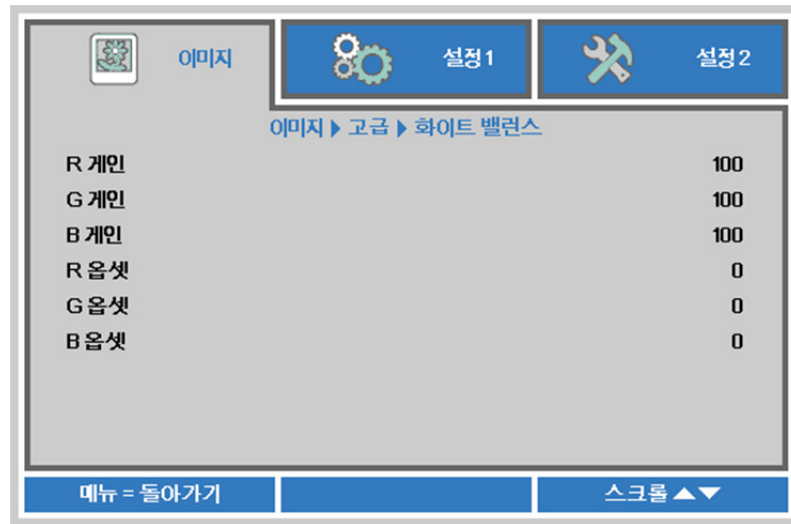 이미지 설정1 설정2
이미지 ▶ 고급 ▶ 화이트 밸런스
R 게인 100
G 게인 100
B 게인 100
R 옵셋 0
G 옵셋 0
B 옵셋 0
메뉴 = 돌아가기 스크롤 ▲▼